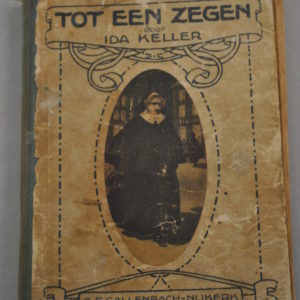 TOT EEN ZEGEN
door
IDA KELLER
G.F. CALLENBACH-NIJKERK